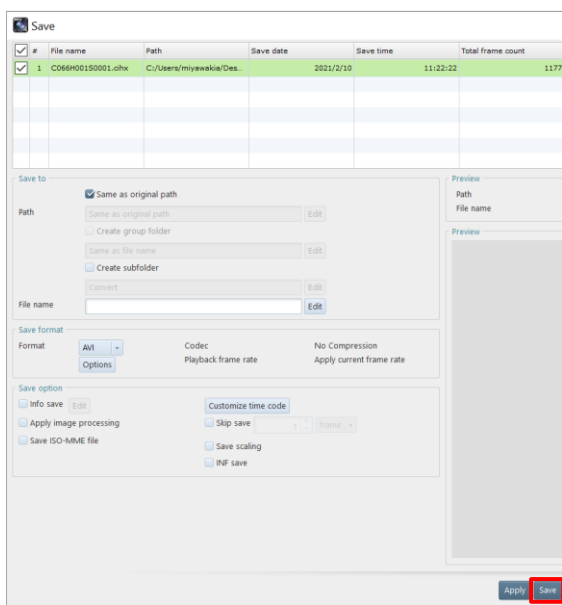 Save
# File name Path Save date Save time Total frame count
1 C066H001S0001.cihx C:/Users/miyawakia/Des... 2021/2/10 11:22:22 1177
Save to
Same as original path
Path Same as original path Edit
Create group folder
Same as file name Edit
Create subfolder
Convert Edit
File name Edit
Preview
Path
File name
Preview
Save format
Format AVI Codec No Compression
Options Playback frame rate Apply current frame rate
Save option
Info save Edit Customize time code
Apply image processing Skip save 1 frame
Save ISO-MME file Save scaling
INF save
Apply Save